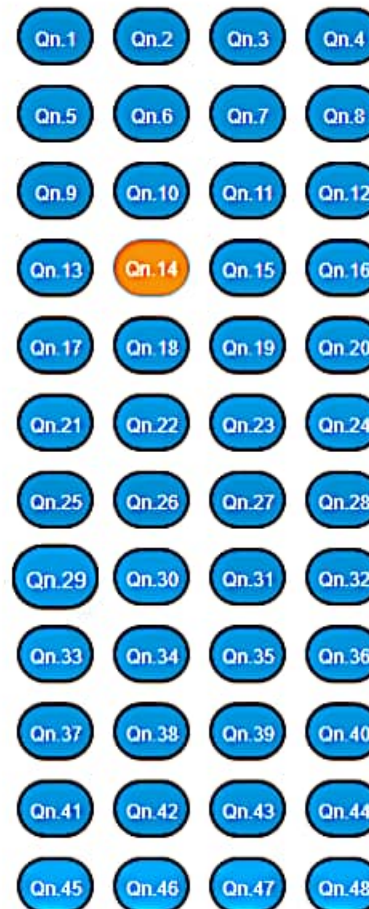 Qn.1 Qn.2 Qn.3 Qn.4
Qn.5 Qn.6 Qn.7 Qn.8
Qn.9 Qn.10 Qn.11 Qn.12
Qn.13 Qn.14 Qn.15 Qn.16
Qn.17 Qn.18 Qn.19 Qn.20
Qn.21 Qn.22 Qn.23 Qn.24
Qn.25 Qn.26 Qn.27 Qn.28
Qn.29 Qn.30 Qn.31 Qn.32
Qn.33 Qn.34 Qn.35 Qn.36
Qn.37 Qn.38 Qn.39 Qn.40
Qn.41 Qn.42 Qn.43 Qn.44
Qn.45 Qn.46 Qn.47 Qn.48